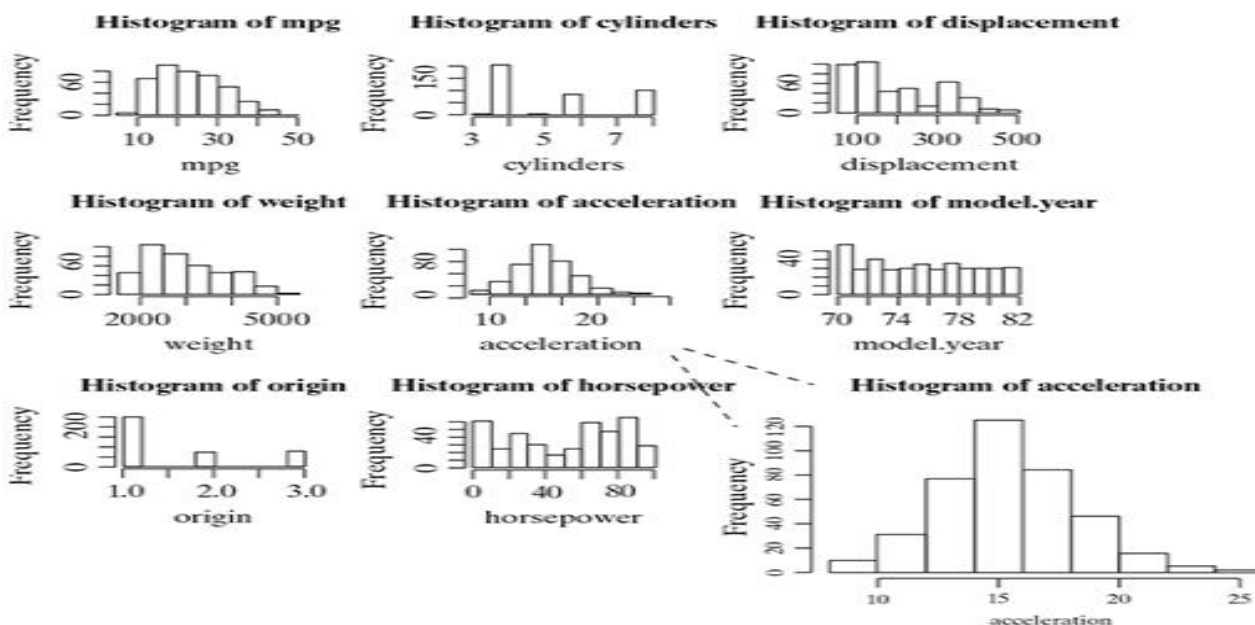 Histogram of mpg
Frequency
0 60
10 30 50
mpg
Histogram of cylinders
Frequency
0 150
3 5 7
cylinders
Histogram of displacement
Frequency
0 60
100 300 500
displacement
Histogram of weight
Frequency
0 60
2000 5000
weight
Histogram of acceleration
Frequency
0 80
10 20
acceleration
Histogram of model.year
Frequency
0 40
70 74 78 82
model.year
Histogram of origin
Frequency
0 200
1.0 2.0 3.0
origin
Histogram of horsepower
Frequency
0 40
0 40 80
horsepower
Histogram of acceleration
Frequency
0 20 40 60 80 100 120
10 15 20 25
acceleration